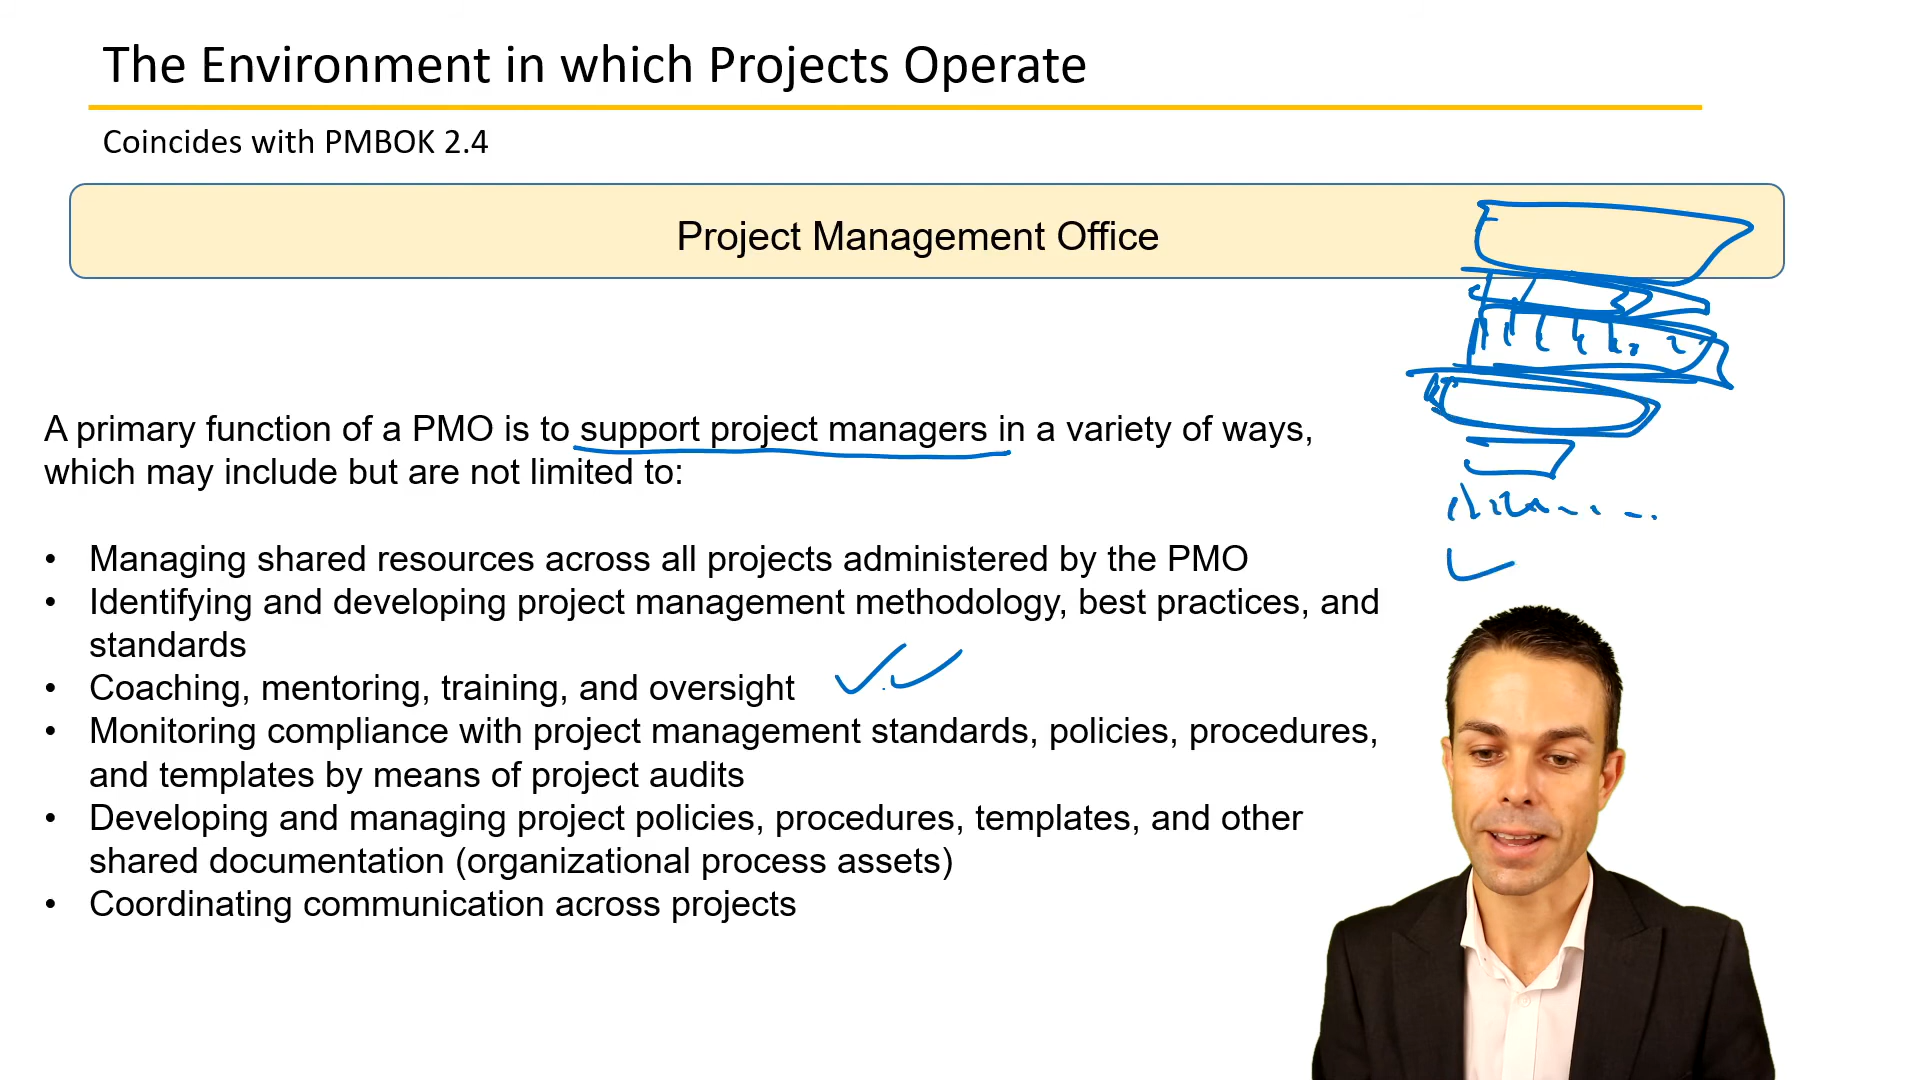 The Environment in which Projects Operate
Coincides with PMBOK 2.4
Project Management Office
A primary function of a PMO is to support project managers in a variety of ways,
which may include but are not limited to:
• Managing shared resources across all projects administered by the PMO
• Identifying and developing project management methodology, best practices, and
standards
• Coaching, mentoring, training, and oversight
• Monitoring compliance with project management standards, policies, procedures,
and templates by means of project audits
• Developing and managing project policies, procedures, templates, and other
shared documentation (organizational process assets)
• Coordinating communication across projects